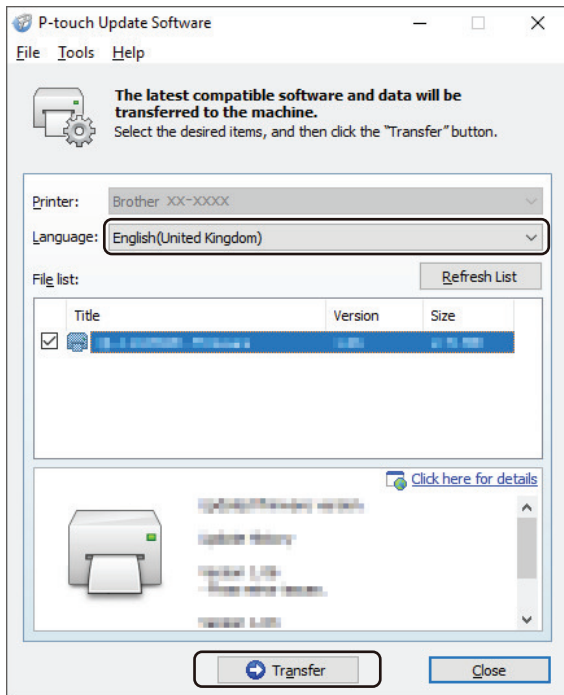 P-touch Update Software
File Tools Help
The latest compatible software and data will be
transferred to the machine.
Select the desired items, and then click the "Transfer" button.
Printer: Brother XX-XXXX
Language: English(United Kingdom)
File list: Refresh List
Title Version Size
Click here for details
Transfer Close